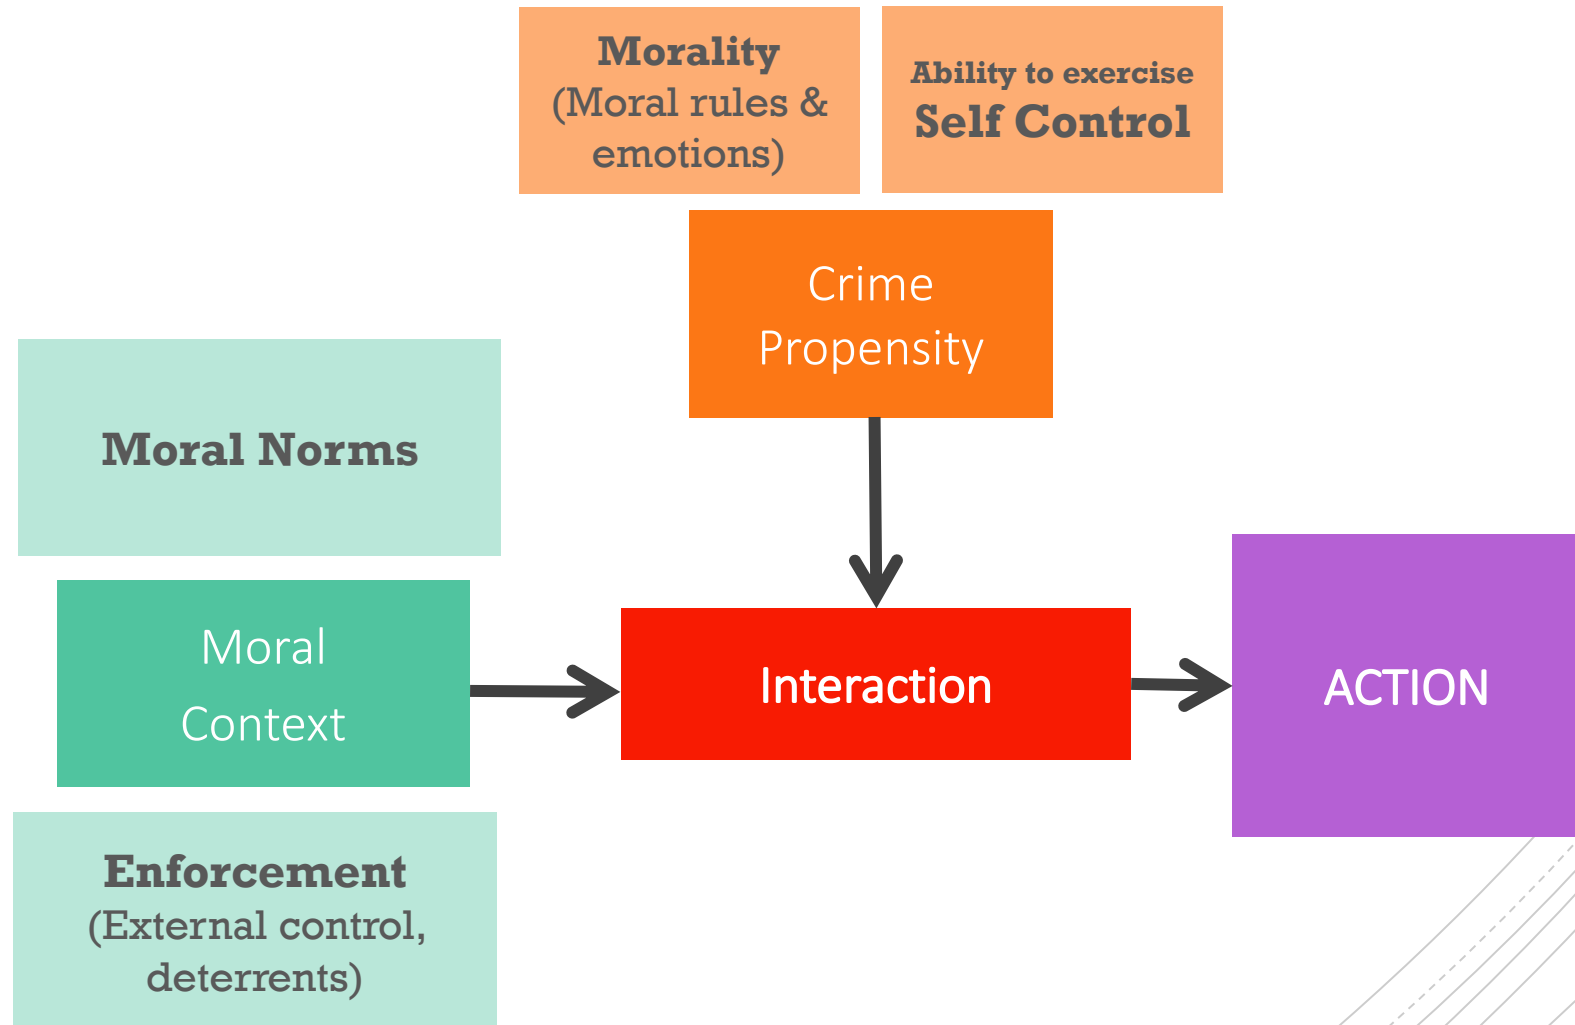 Morality
(Moral rules &
emotions)
Ability to exercise
Self Control
Crime
Propensity
Moral Norms
Moral
Context
Interaction
ACTION
Enforcement
(External control,
deterrents)